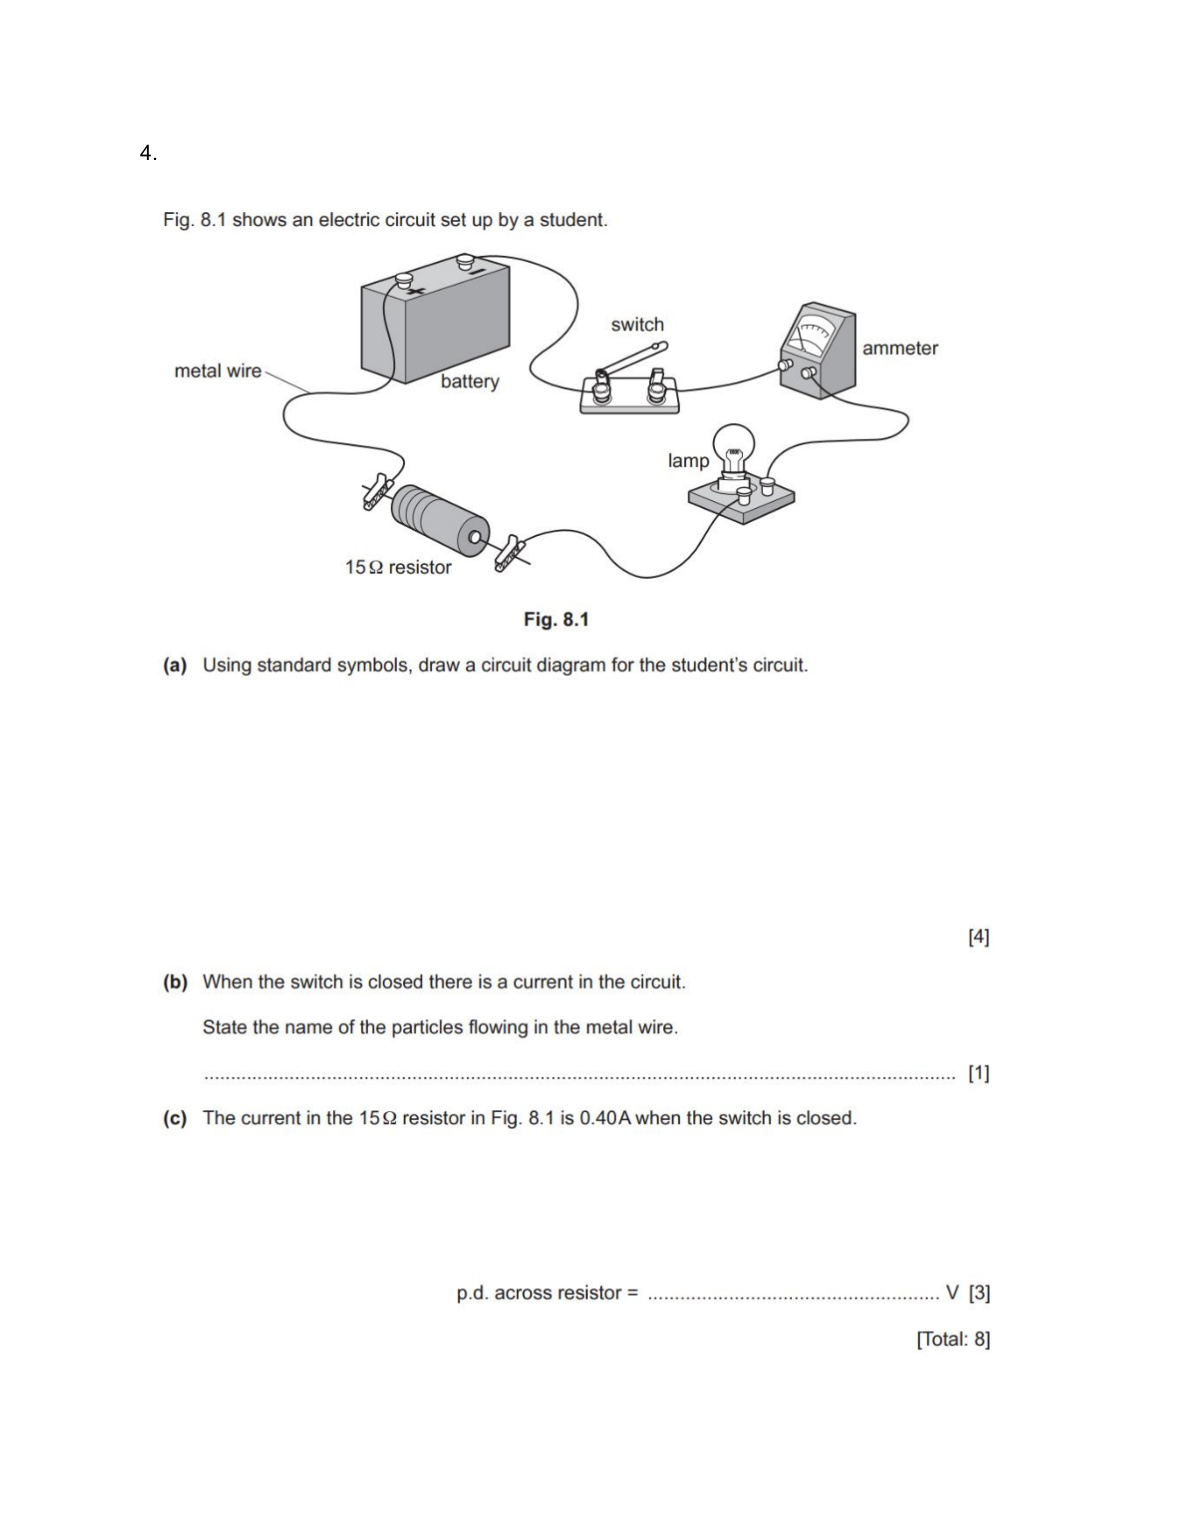 4.
Fig. 8.1 shows an electric circuit set up by a student.
switch
ammeter
metal wire
battery
lamp
15 Ω resistor
Fig. 8.1
(a) Using standard symbols, draw a circuit diagram for the student's circuit.
[4]
(b) When the switch is closed there is a current in the circuit.
State the name of the particles flowing in the metal wire.
.................................................................................................... [1]
(c) The current in the 15 Ω resistor in Fig. 8.1 is 0.40 A when the switch is closed.
p.d. across resistor = ...................................................... V [3]
[Total: 8]